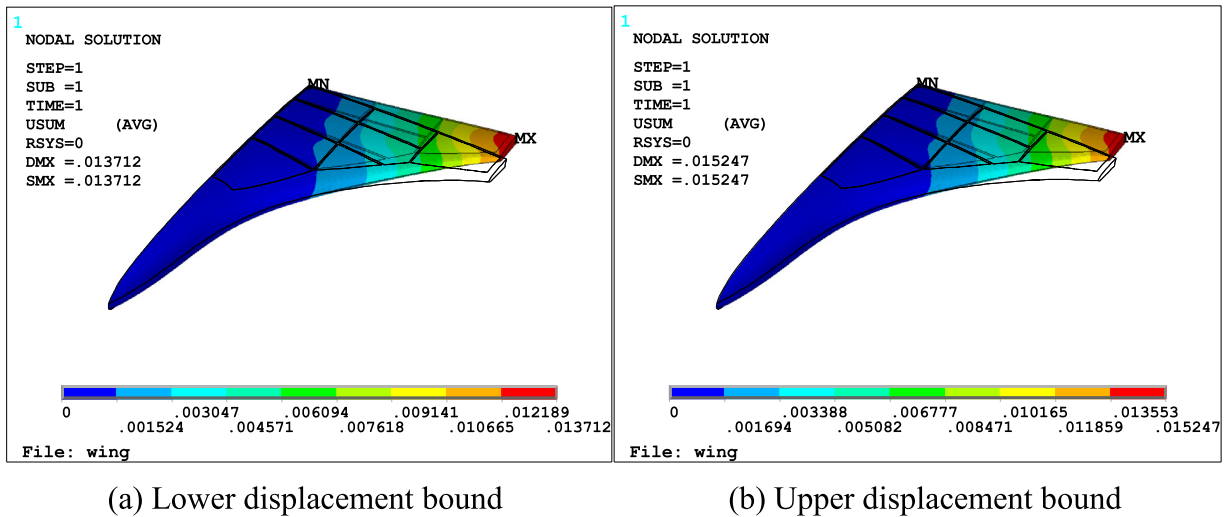 1
NODAL SOLUTION
STEP=1
SUB =1
TIME=1
USUM (AVG)
RSYS=0
DMX =.013712
SMX =.013712
MN
MX
0 .003047 .006094 .009141 .012189
.001524 .004571 .007618 .010665 .013712
File: wing
(a) Lower displacement bound
1
NODAL SOLUTION
STEP=1
SUB =1
TIME=1
USUM (AVG)
RSYS=0
DMX =.015247
SMX =.015247
MN
MX
0 .003388 .006777 .010165 .013553
.001694 .005082 .008471 .011859 .015247
File: wing
(b) Upper displacement bound